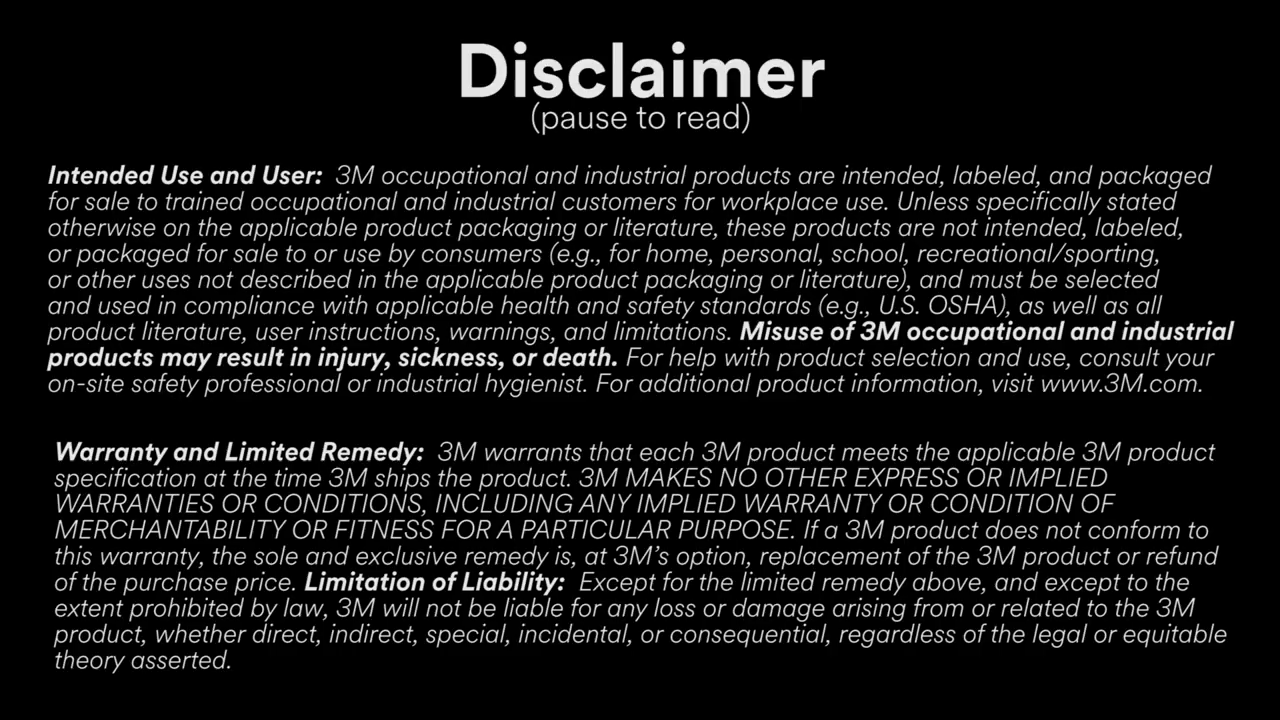 Disclaimer
(pause to read)
Intended Use and User: 3M occupational and industrial products are intended, labeled, and packaged
for sale to trained occupational and industrial customers for workplace use. Unless specifically stated
otherwise on the applicable product packaging or literature, these products are not intended, labeled,
or packaged for sale to or use by consumers (e.g., for home, personal, school, recreational/sporting,
or other uses not described in the applicable product packaging or literature), and must be selected
and used in compliance with applicable health and safety standards (e.g., U.S. OSHA), as well as all
product literature, user instructions, warnings, and limitations. Misuse of 3M occupational and industrial
products may result in injury, sickness, or death. For help with product selection and use, consult your
on-site safety professional or industrial hygienist. For additional product information, visit www.3M.com.
Warranty and Limited Remedy: 3M warrants that each 3M product meets the applicable 3M product
specification at the time 3M ships the product. 3M MAKES NO OTHER EXPRESS OR IMPLIED
WARRANTIES OR CONDITIONS, INCLUDING ANY IMPLIED WARRANTY OR CONDITION OF
MERCHANTABILITY OR FITNESS FOR A PARTICULAR PURPOSE. If a 3M product does not conform to
this warranty, the sole and exclusive remedy is, at 3M’s option, replacement of the 3M product or refund
of the purchase price. Limitation of Liability: Except for the limited remedy above, and except to the
extent prohibited by law, 3M will not be liable for any loss or damage arising from or related to the 3M
product, whether direct, indirect, special, incidental, or consequential, regardless of the legal or equitable
theory asserted.